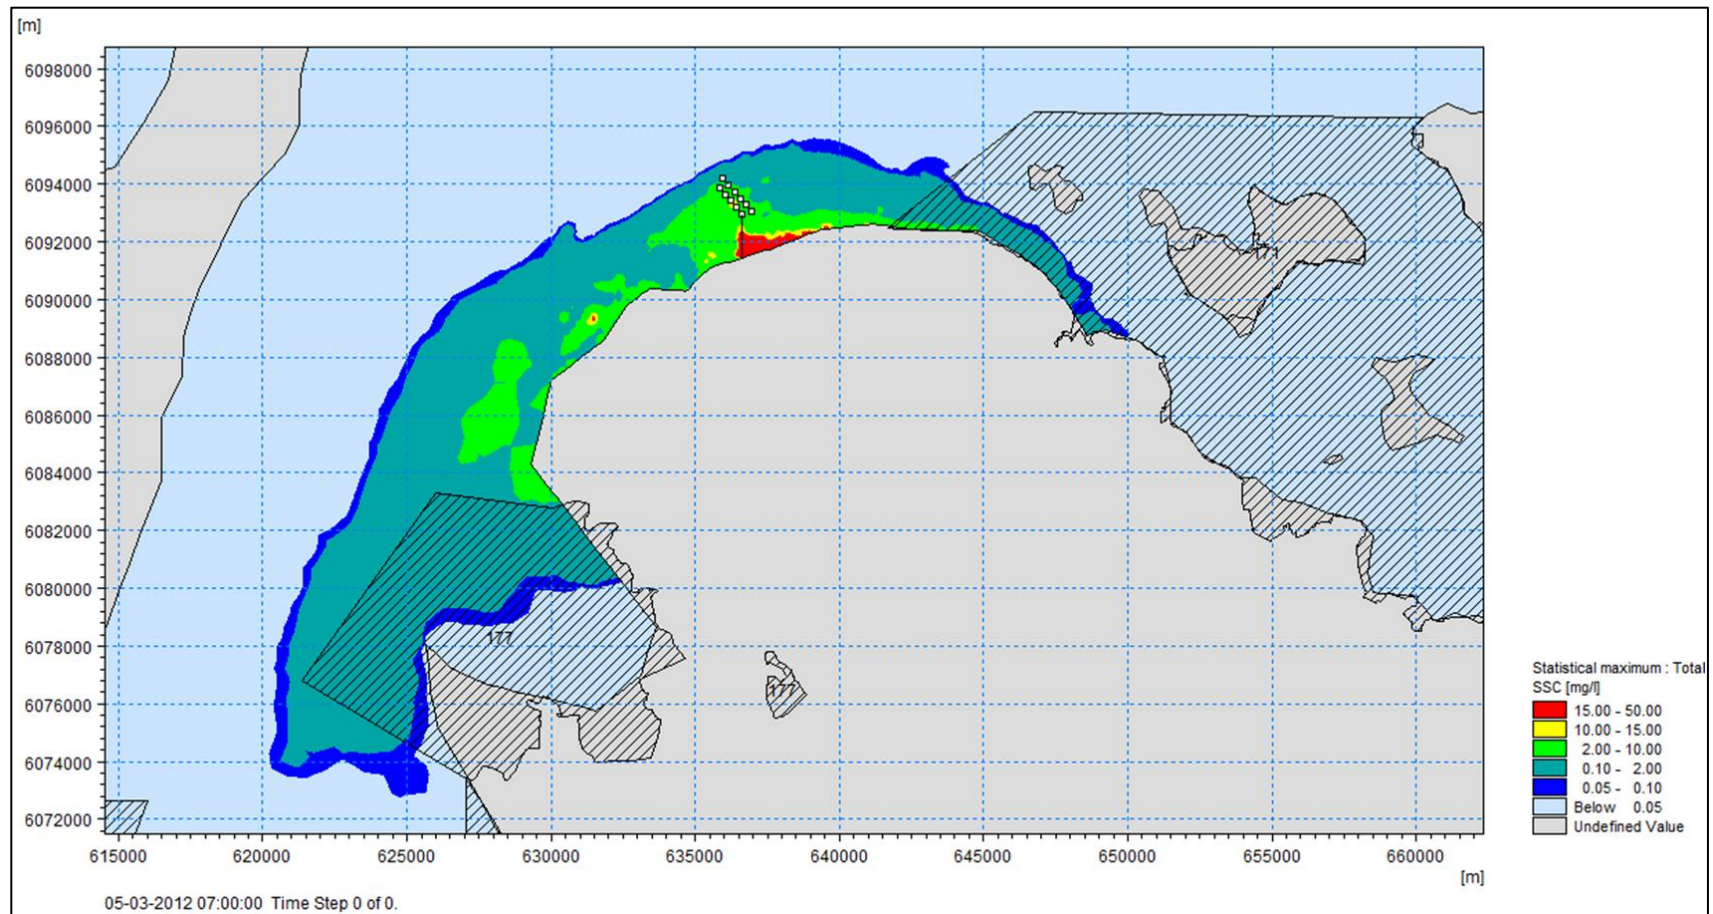 [m]
6098000
6096000
6094000
6092000
6090000
6088000
6086000
6084000
6082000
6080000
6078000
6076000
6074000
6072000
171
177
177
615000 620000 625000 630000 635000 640000 645000 650000 655000 660000
[m]
Statistical maximum : Total
SSC [mg/l]
15.00 - 50.00
10.00 - 15.00
2.00 - 10.00
0.10 - 2.00
0.05 - 0.10
Below 0.05
Undefined Value
05-03-2012 07:00:00 Time Step 0 of 0.